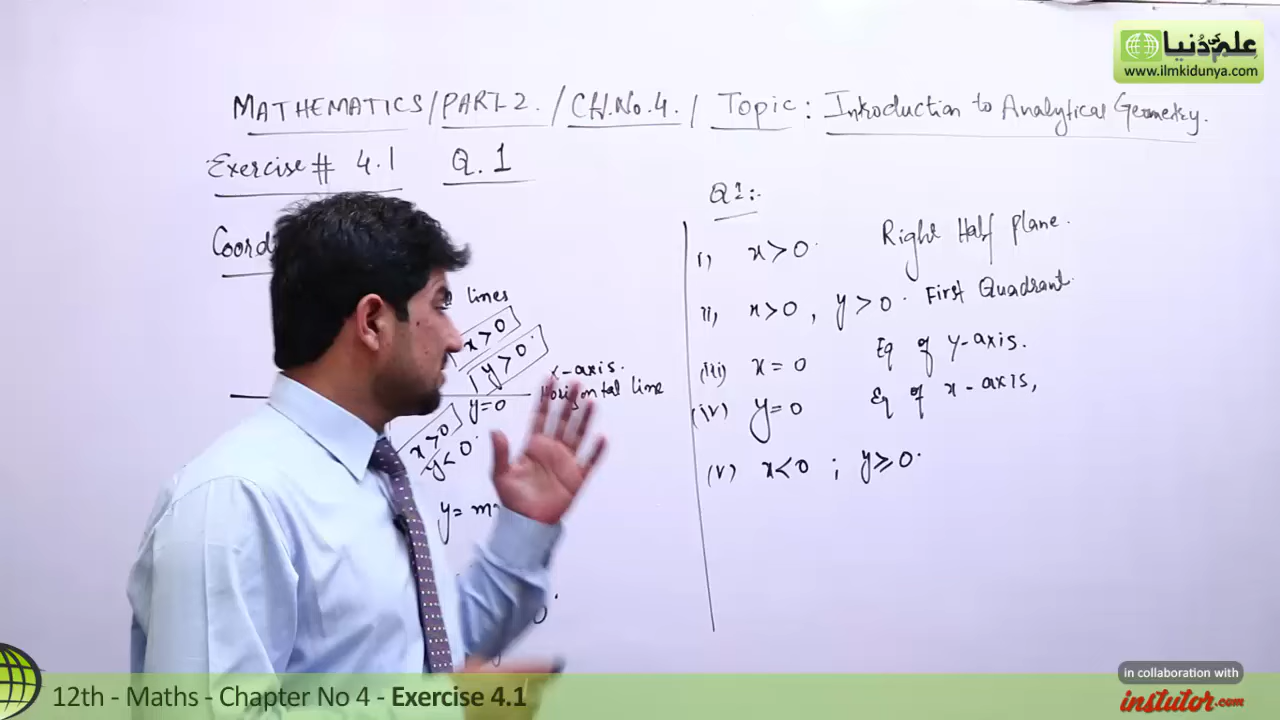 علم کی دُنیا
www.ilmkidunya.com
MATHEMATICS/PART-2. / CH.No.4. / Topic: Introduction to Analytical Geometry.
Exercise# 4.1 Q.1
Q1:-
i) x>0. Right Half plane.
ii, x>0, y>0. First Quadrant.
(iii) x=0 Eq of y-axis.
(iv) y=0 Eq of x-axis,
(v) x<0 ; y≥0.
lines
x>0
y>0.
x-axis.
Horizontal line
y=0
x>0
y<0.
12th - Maths - Chapter No 4 - Exercise 4.1
in collaboration with
instutor.com